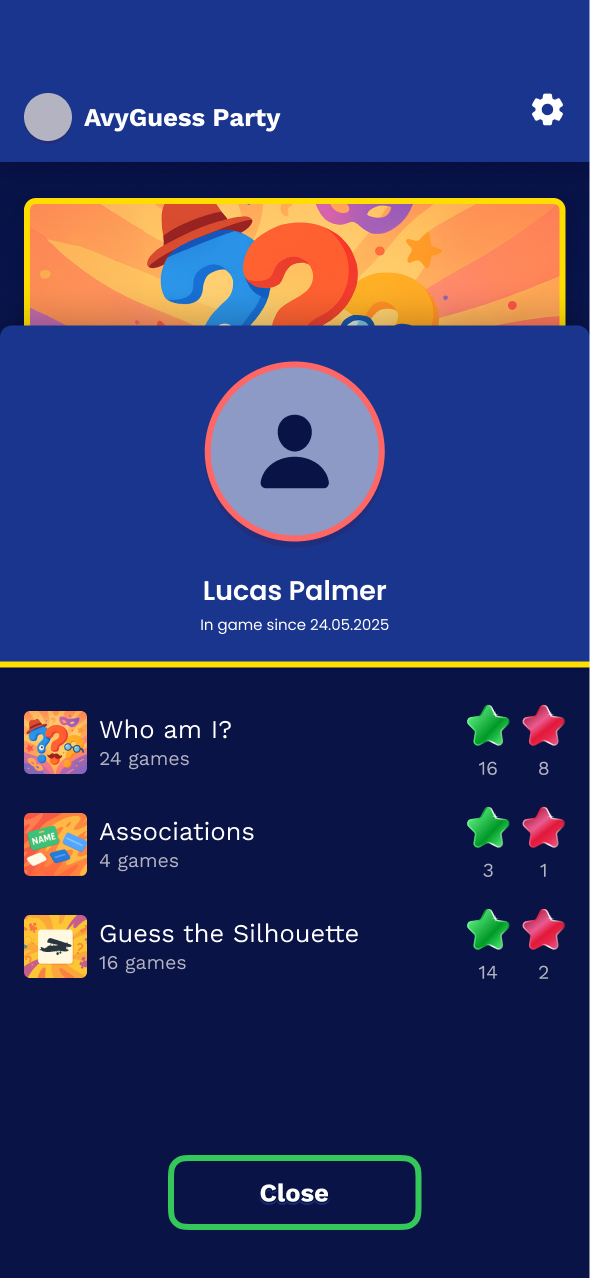 AvyGuess Party
Lucas Palmer
In game since 24.05.2025
Who am I?
24 games
16 8
NAME
Associations
4 games
3 1
Guess the Silhouette
16 games
14 2
Close